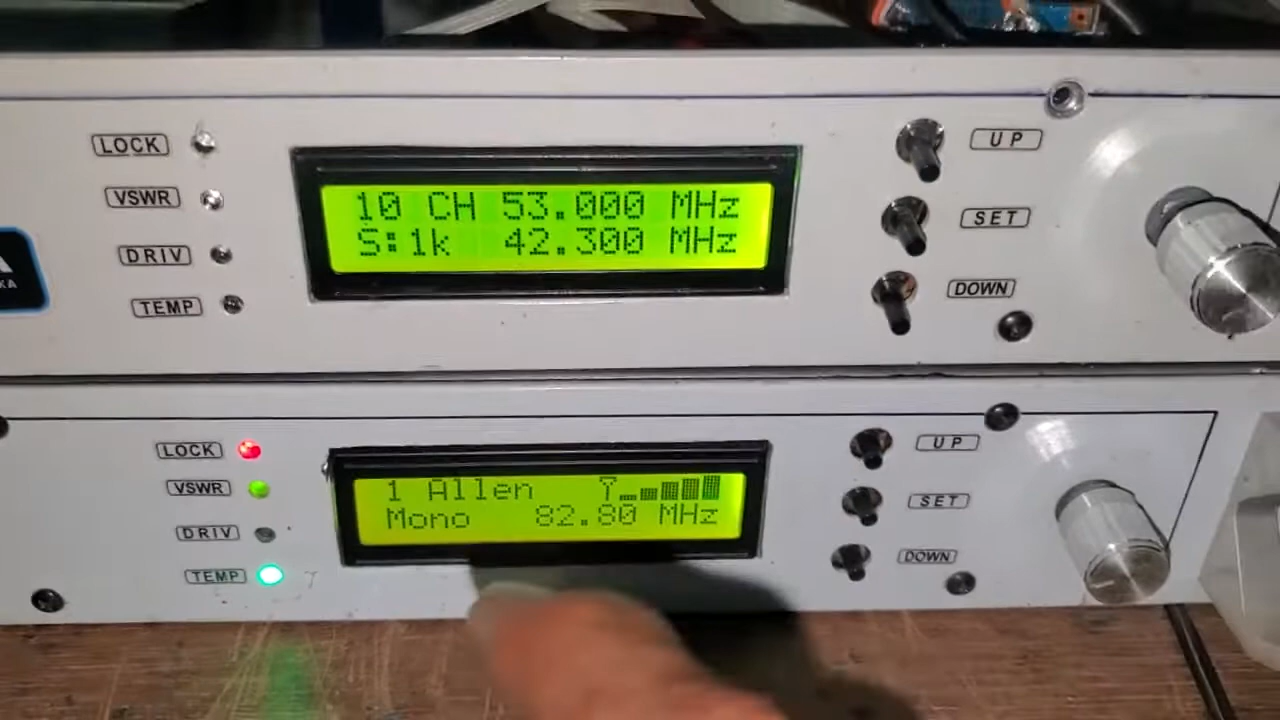 LOCK
VSWR
DRIV
TEMP
10 CH 53.000 MHz
S:1k 42.300 MHz
UP
SET
DOWN
LOCK
VSWR
DRIV
TEMP
1 Allen
Mono 82.80 MHz
UP
SET
DOWN